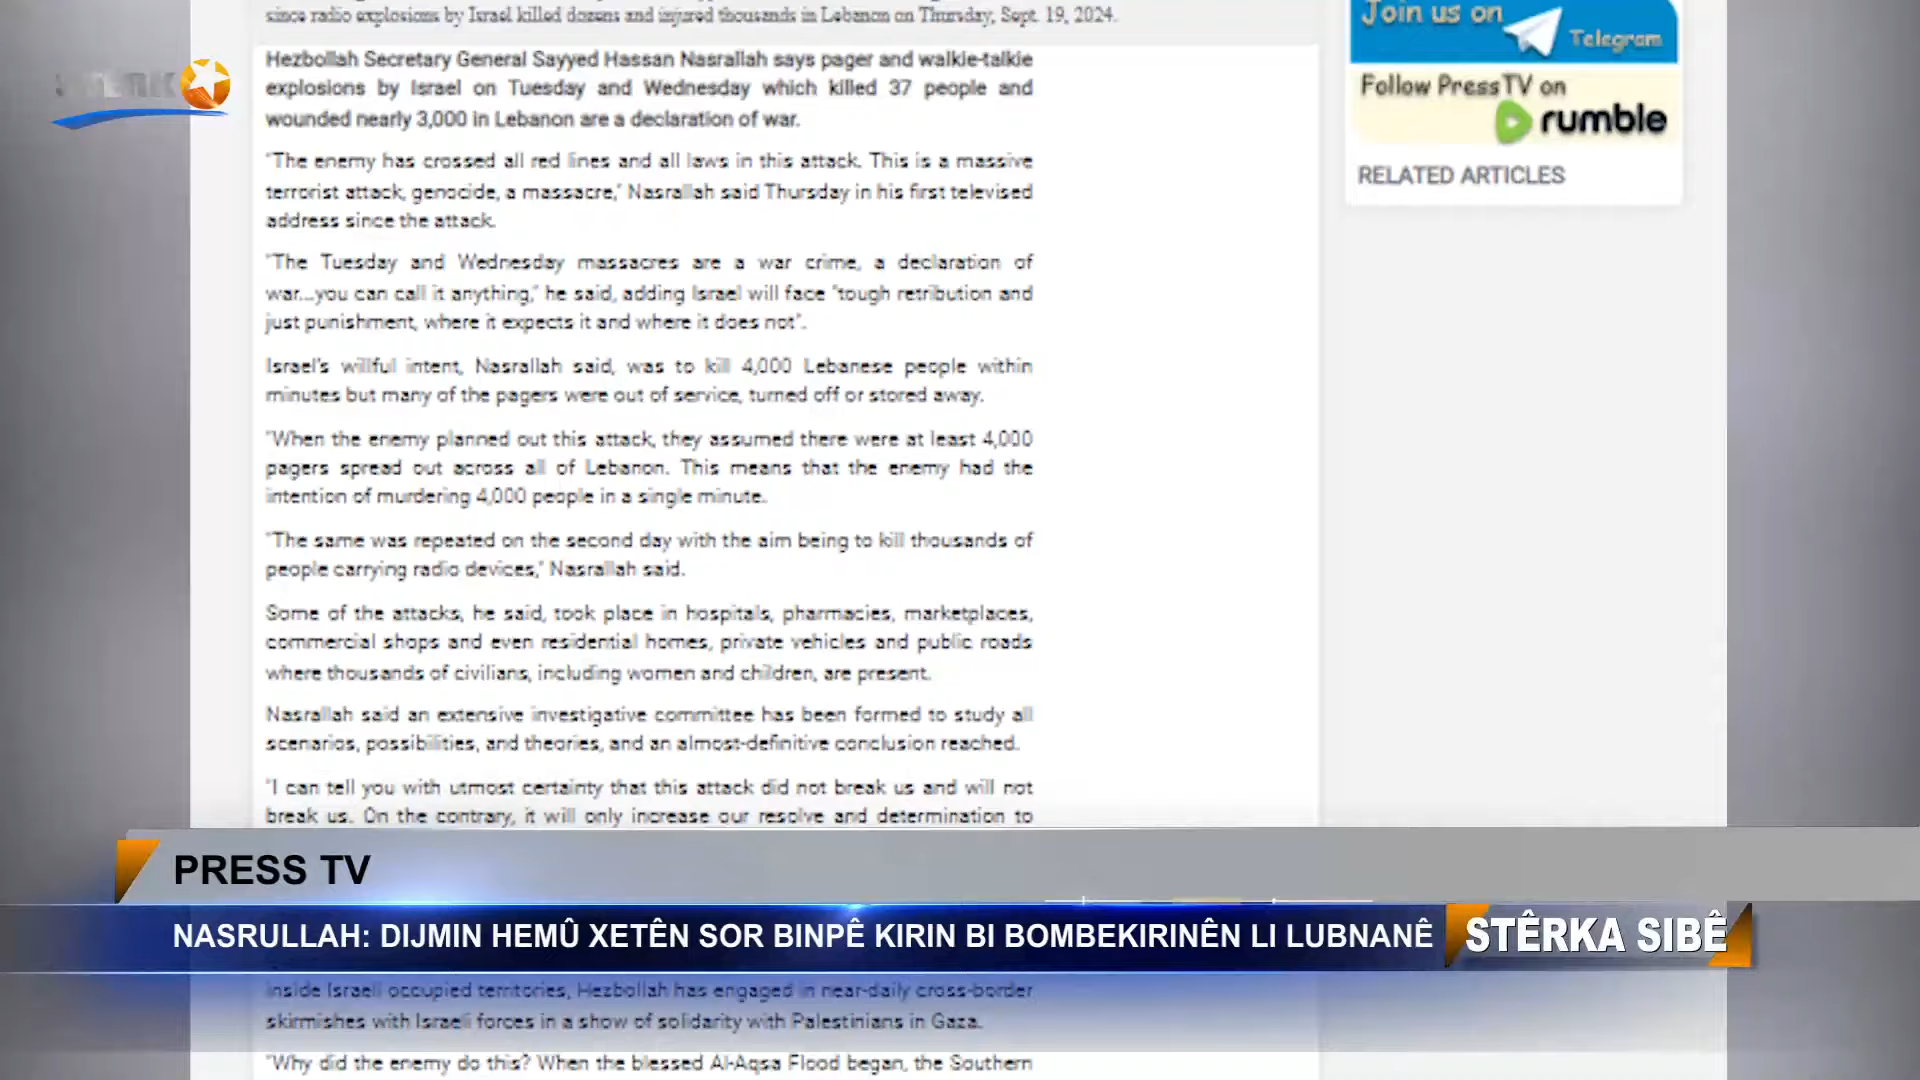 since radio explosions by Israel killed dozens and injured thousands in Lebanon on Thursday, Sept. 19, 2024.
Hezbollah Secretary General Sayyed Hassan Nasrallah says pager and walkie-talkie
explosions by Israel on Tuesday and Wednesday which killed 37 people and
wounded nearly 3,000 in Lebanon are a declaration of war.
"The enemy has crossed all red lines and all laws in this attack. This is a massive
terrorist attack, genocide, a massacre," Nasrallah said Thursday in his first televised
address since the attack.
"The Tuesday and Wednesday massacres are a war crime, a declaration of
war...you can call it anything," he said, adding Israel will face "tough retribution and
just punishment, where it expects it and where it does not".
Israel's willful intent, Nasrallah said, was to kill 4,000 Lebanese people within
minutes but many of the pagers were out of service, turned off or stored away.
"When the enemy planned out this attack, they assumed there were at least 4,000
pagers spread out across all of Lebanon. This means that the enemy had the
intention of murdering 4,000 people in a single minute.
"The same was repeated on the second day with the aim being to kill thousands of
people carrying radio devices," Nasrallah said.
Some of the attacks, he said, took place in hospitals, pharmacies, marketplaces,
commercial shops and even residential homes, private vehicles and public roads
where thousands of civilians, including women and children, are present.
Nasrallah said an extensive investigative committee has been formed to study all
scenarios, possibilities, and theories, and an almost-definitive conclusion reached.
"I can tell you with utmost certainty that this attack did not break us and will not
break us. On the contrary, it will only increase our resolve and determination to
inside Israeli occupied territories, Hezbollah has engaged in near-daily cross-border
skirmishes with Israeli forces in a show of solidarity with Palestinians in Gaza.
"Why did the enemy do this? When the blessed Al-Aqsa Flood began, the Southern
Join us on
Telegram
Follow PressTV on
rumble
RELATED ARTICLES
PRESS TV
NASRULLAH: DIJMIN HEMÛ XETÊN SOR BINPÊ KIRIN BI BOMBEKIRINÊN LI LUBNANÊ
STÊRKA SIBÊ